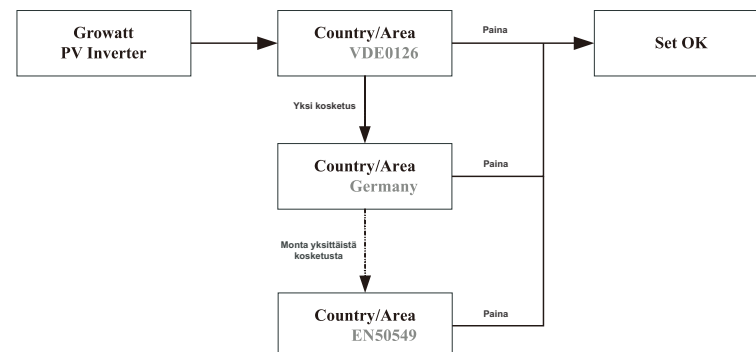 Growatt
PV Inverter
Country/Area
VDE0126
Paina
Set OK
Yksi kosketus
Country/Area
Germany
Paina
Monta yksittäistä
kosketusta
Country/Area
EN50549
Paina